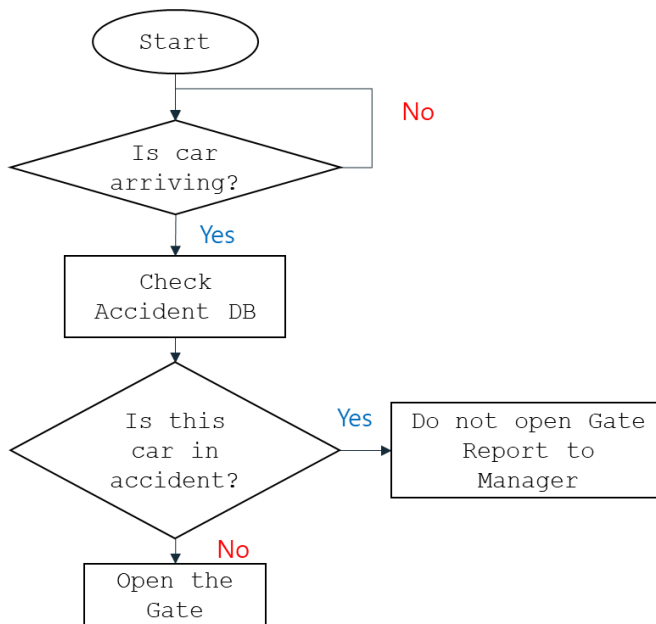 Start
No
Is car
arriving?
Yes
Check
Accident DB
Is this
car in
accident?
Yes
Do not open Gate
Report to
Manager
No
Open the
Gate